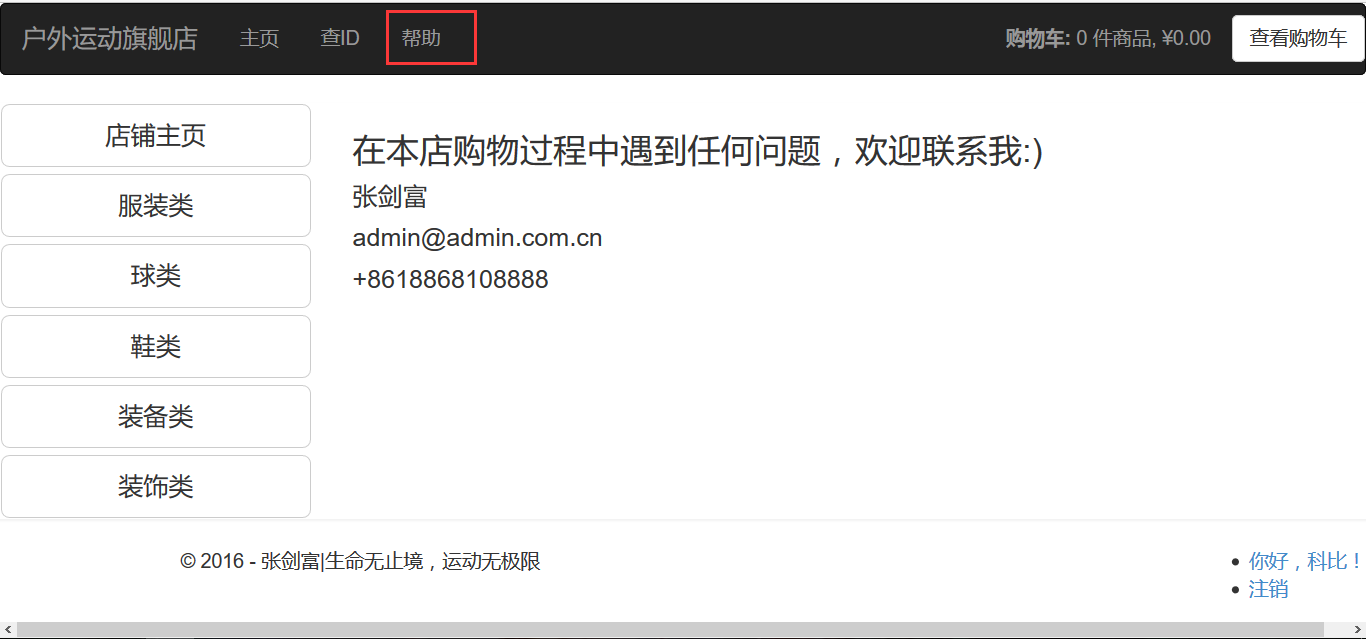 户外运动旗舰店 主页 查ID 帮助 购物车: 0 件商品, ¥0.00 查看购物车
店铺主页
服装类
球类
鞋类
装备类
装饰类
在本店购物过程中遇到任何问题，欢迎联系我:)
张剑富
admin@admin.com.cn
+8618868108888
© 2016 - 张剑富|生命无止境，运动无极限
你好，科比！
注销